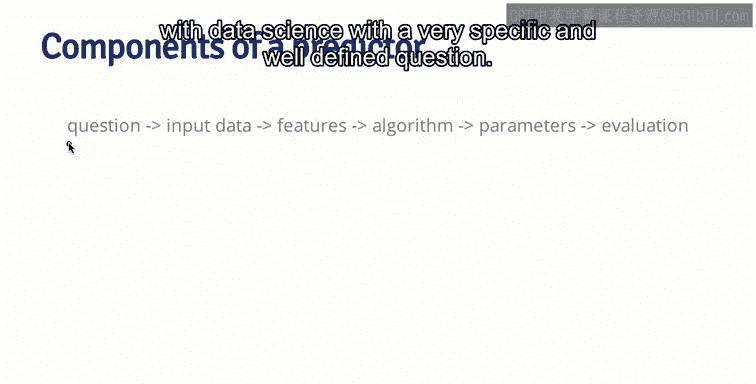 with data science with a very specific and
well defined question.
Components of a predictor
question -> input data -> features -> algorithm -> parameters -> evaluation